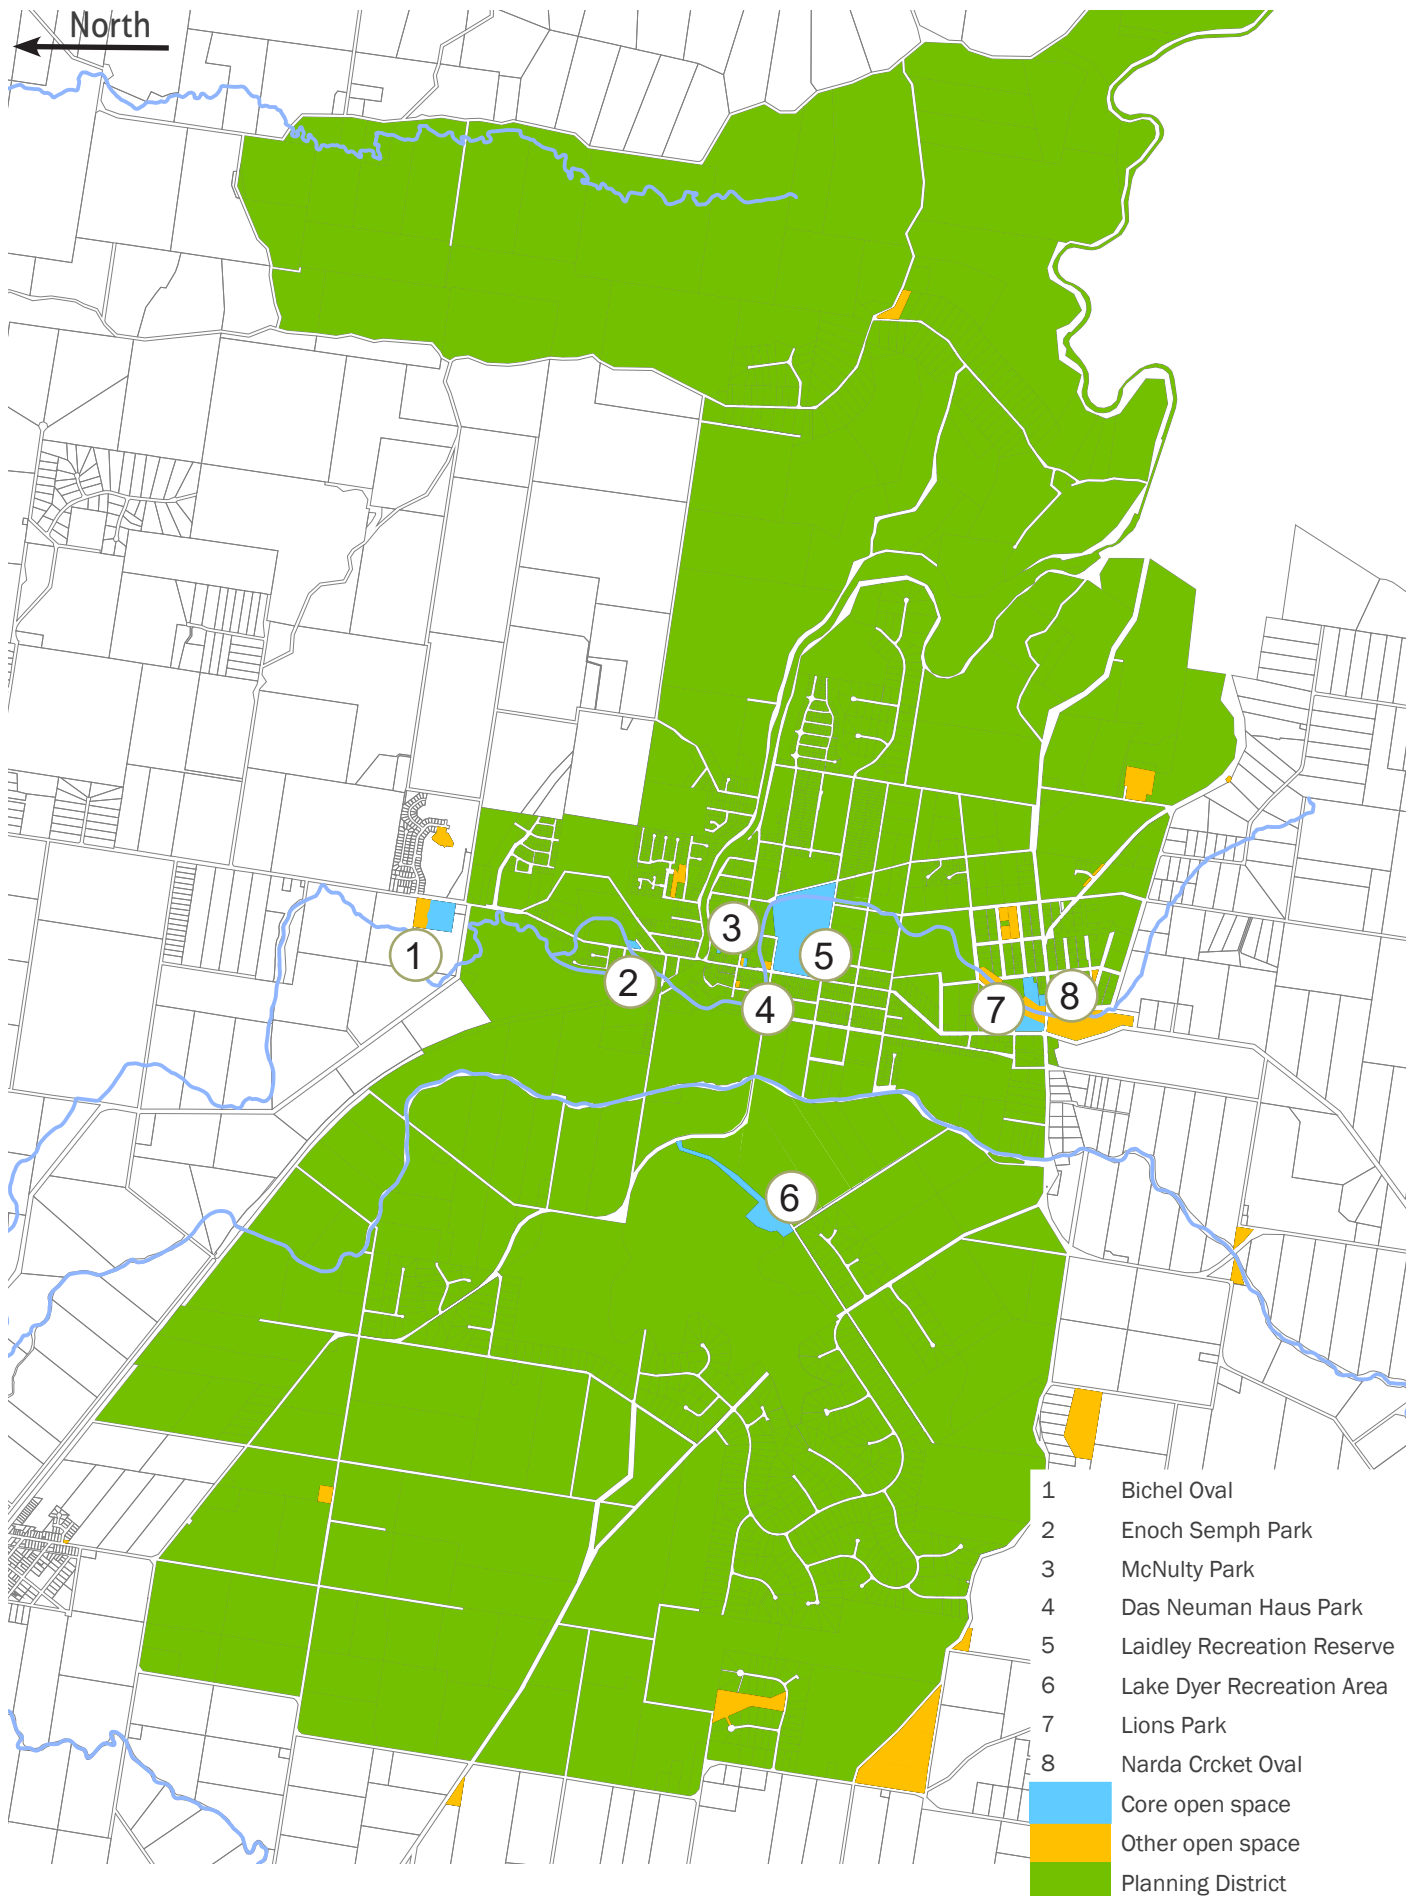 North
3
5
1
2
4
7
8
6
1 Bichel Oval
2 Enoch Semph Park
3 McNulty Park
4 Das Neuman Haus Park
5 Laidley Recreation Reserve
6 Lake Dyer Recreation Area
7 Lions Park
8 Narda Crcket Oval
Core open space
Other open space
Planning District